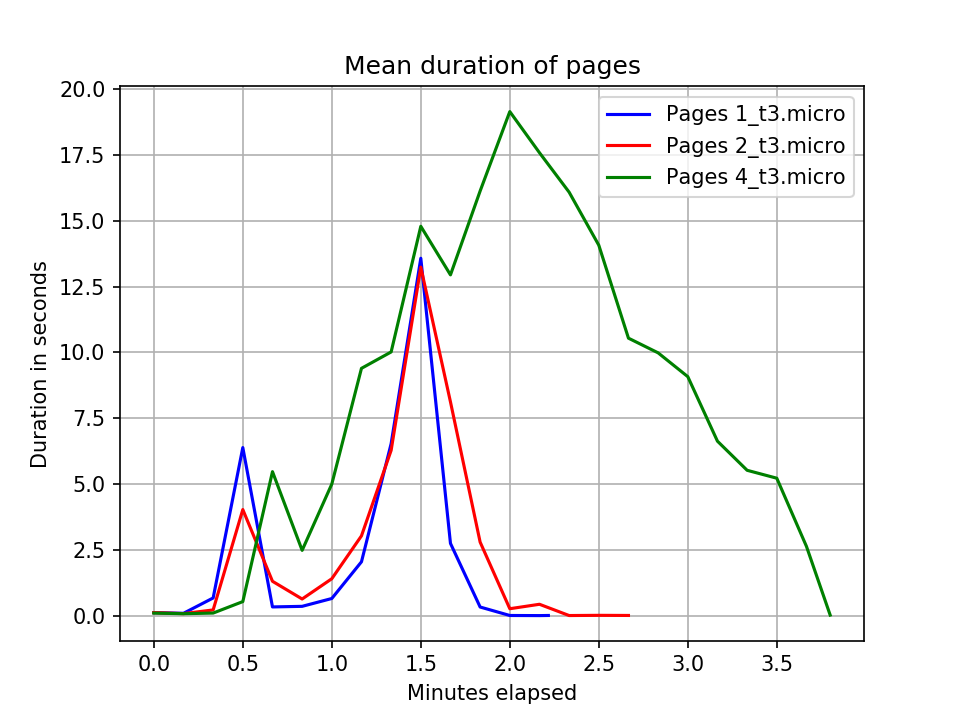 Mean duration of pages
20.0
17.5
15.0
12.5
10.0
7.5
5.0
2.5
0.0
Duration in seconds
Pages 1_t3.micro
Pages 2_t3.micro
Pages 4_t3.micro
0.0 0.5 1.0 1.5 2.0 2.5 3.0 3.5
Minutes elapsed